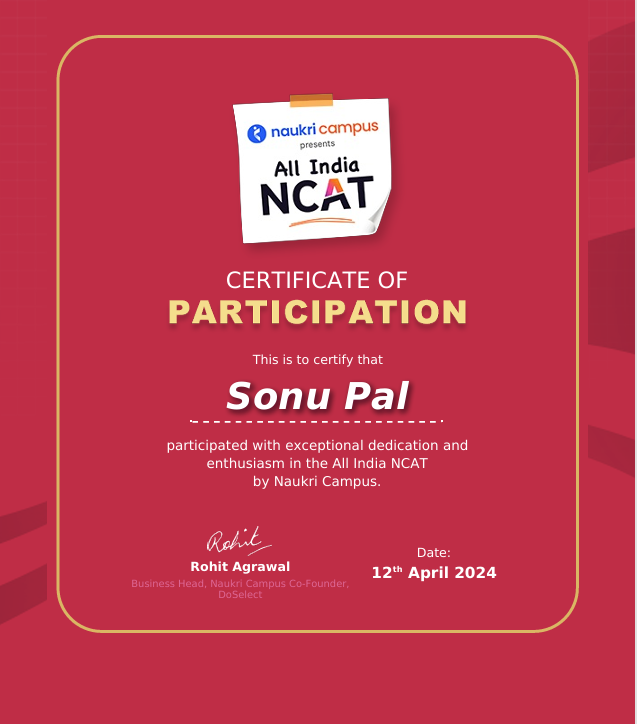 naukri campus
presents
All India
NCAT
CERTIFICATE OF
PARTICIPATION
This is to certify that
Sonu Pal
participated with exceptional dedication and
enthusiasm in the All India NCAT
by Naukri Campus.
Rohit
Rohit Agrawal
Business Head, Naukri Campus Co-Founder,
DoSelect
Date:
12th April 2024